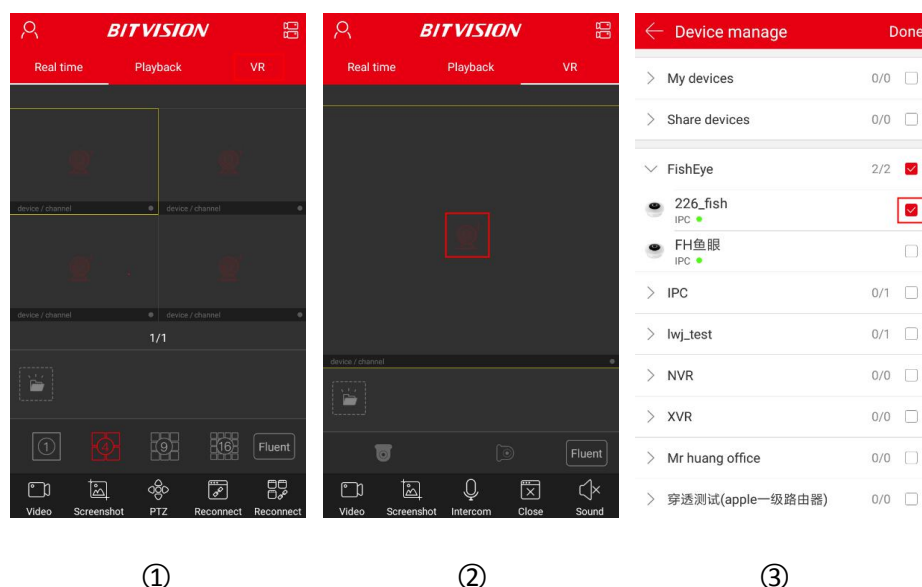 BITVISION
Real time Playback VR
device / channel device / channel
device / channel device / channel
1/1
1 4 9 16 Fluent
Video Screenshot PTZ Reconnect Reconnect
①
BITVISION
Real time Playback VR
device / channel
Fluent
Video Screenshot Intercom Close Sound
②
Device manage Done
My devices 0/0
Share devices 0/0
FishEye 2/2
226_fish
IPC
FH鱼眼
IPC
IPC 0/1
lwj_test 0/1
NVR 0/0
XVR 0/0
Mr huang office 0/0
穿透测试(apple一级路由器) 0/0
③